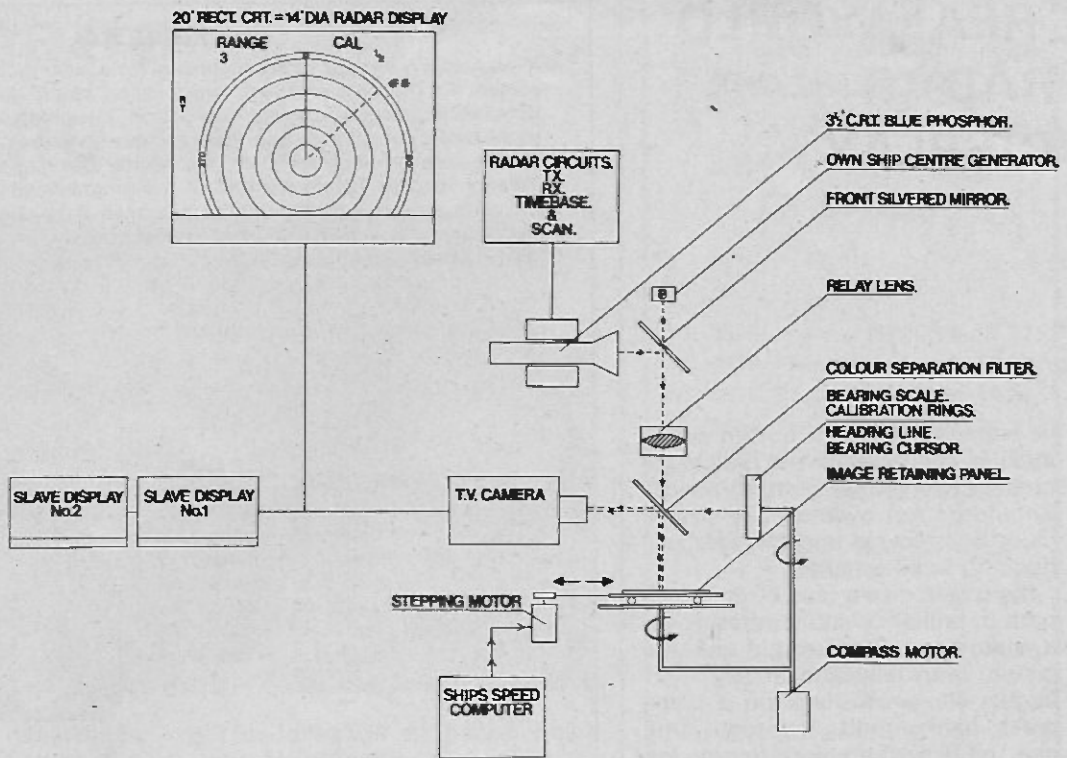 20" RECT. CRT. = 14" DIA RADAR DISPLAY
RANGE
3
CAL
½
R
T
270
3½" C.R.T. BLUE PHOSPHOR.
OWN SHIP CENTRE GENERATOR.
FRONT SILVERED MIRROR.
RADAR CIRCUITS.
TX.
RX.
TIMEBASE.
&
SCAN.
RELAY LENS.
COLOUR SEPARATION FILTER.
BEARING SCALE.
CALIBRATION RINGS.
HEADING LINE.
BEARING CURSOR.
IMAGE RETAINING PANEL
SLAVE DISPLAY
No.2
SLAVE DISPLAY
No.1
T.V. CAMERA
STEPPING MOTOR
SHIPS SPEED
COMPUTER
COMPASS MOTOR.